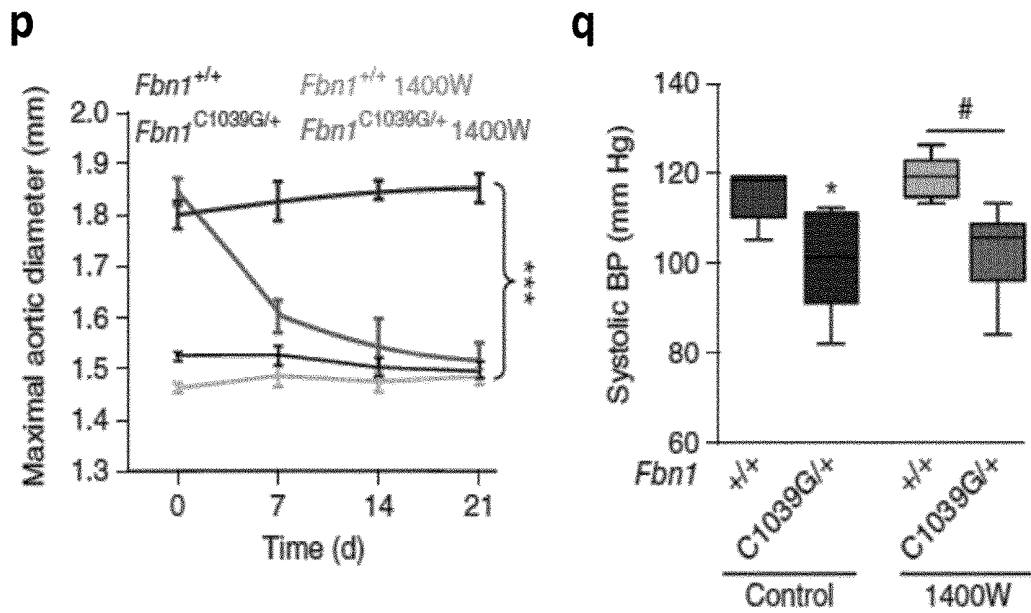 p
Fbn1+/+ Fbn1+/+ 1400W
Fbn1C1039G/+ Fbn1C1039G/+ 1400W
Maximal aortic diameter (mm)
2.0
1.9
1.8
1.7
1.6
1.5
1.4
1.3
***
0 7 14 21
Time (d)
q
Systolic BP (mm Hg)
140
120
100
80
60
*
#
Fbn1 +/+ C1039G/+ +/+ C1039G/+
Control 1400W